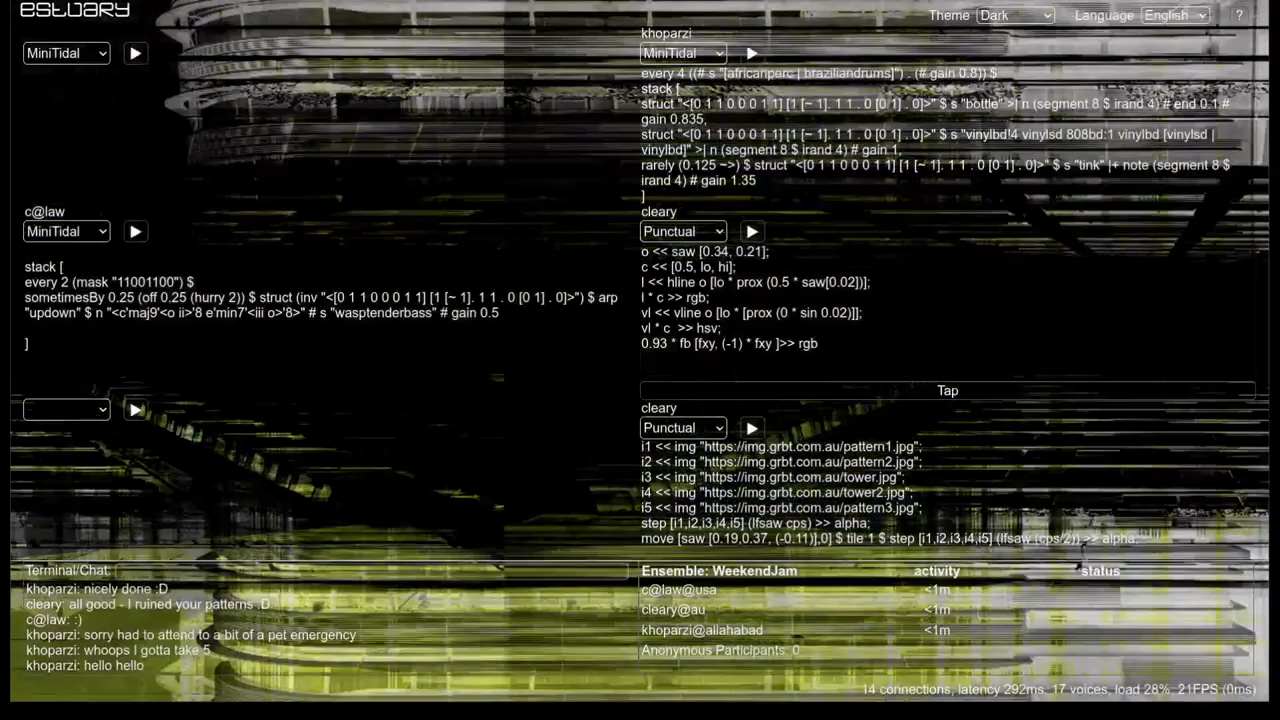 estuary
Theme Dark Language English ?
MiniTidal
khoparzi
MiniTidal
every 4 ((# s "[africanperc | braziliandrums]") . (# gain 0.8)) $
stack [
struct "<[0 1 1 0 0 0 1 1] [1 [~ 1]. 1 1 . 0 [0 1] . 0]>" $ s "bottle" >| n (segment 8 $ irand 4) # end 0.1 #
gain 0.835,
struct "<[0 1 1 0 0 0 1 1] [1 [~ 1]. 1 1 . 0 [0 1] . 0]>" $ s "vinylbd!4 vinylsd 808bd:1 vinylbd [vinylsd |
vinylbd]" >| n (segment 8 $ irand 4) # gain 1,
rarely (0.125 ~>) $ struct "<[0 1 1 0 0 0 1 1] [1 [~ 1]. 1 1 . 0 [0 1] . 0]>" $ s "tink" |+ note (segment 8 $
irand 4) # gain 1.35
]
c@law
MiniTidal
stack [
every 2 (mask "11001100") $
sometimesBy 0.25 (off 0.25 (hurry 2)) $ struct (inv "<[0 1 1 0 0 0 1 1] [1 [~ 1]. 1 1 . 0 [0 1] . 0]>") $ arp
"updown" $ n "<c'maj9'<o ii>'8 e'min7'<iii o>'8>" # s "wasptenderbass" # gain 0.5
]
cleary
Punctual
o << saw [0.34, 0.21];
c << [0.5, lo, hi];
l << hline o [lo * prox (0.5 * saw[0.02])];
l * c >> rgb;
vl << vline o [lo * [prox (0 * sin 0.02)]];
vl * c >> hsv;
0.93 * fb [fxy, (-1) * fxy ]>> rgb
Tap
cleary
Punctual
i1 << img "https://img.grbt.com.au/pattern1.jpg";
i2 << img "https://img.grbt.com.au/pattern2.jpg";
i3 << img "https://img.grbt.com.au/tower.jpg";
i4 << img "https://img.grbt.com.au/tower2.jpg";
i5 << img "https://img.grbt.com.au/pattern3.jpg";
step [i1,i2,i3,i4,i5] (lfsaw cps) >> alpha;
move [saw [0.19,0.37, (-0.11)],0] $ tile 1 $ step [i1,i2,i3,i4,i5] (lfsaw (cps/2)) >> alpha;
Terminal/Chat:
khoparzi: nicely done :D
cleary: all good - I ruined your patterns :D
c@law: :)
khoparzi: sorry had to attend to a bit of a pet emergency
khoparzi: whoops I gotta take 5
khoparzi: hello hello
Ensemble: WeekendJam activity status
c@law@usa <1m
cleary@au <1m
khoparzi@allahabad <1m
Anonymous Participants: 0
14 connections, latency 292ms, 17 voices, load 28%, 21FPS (0ms)